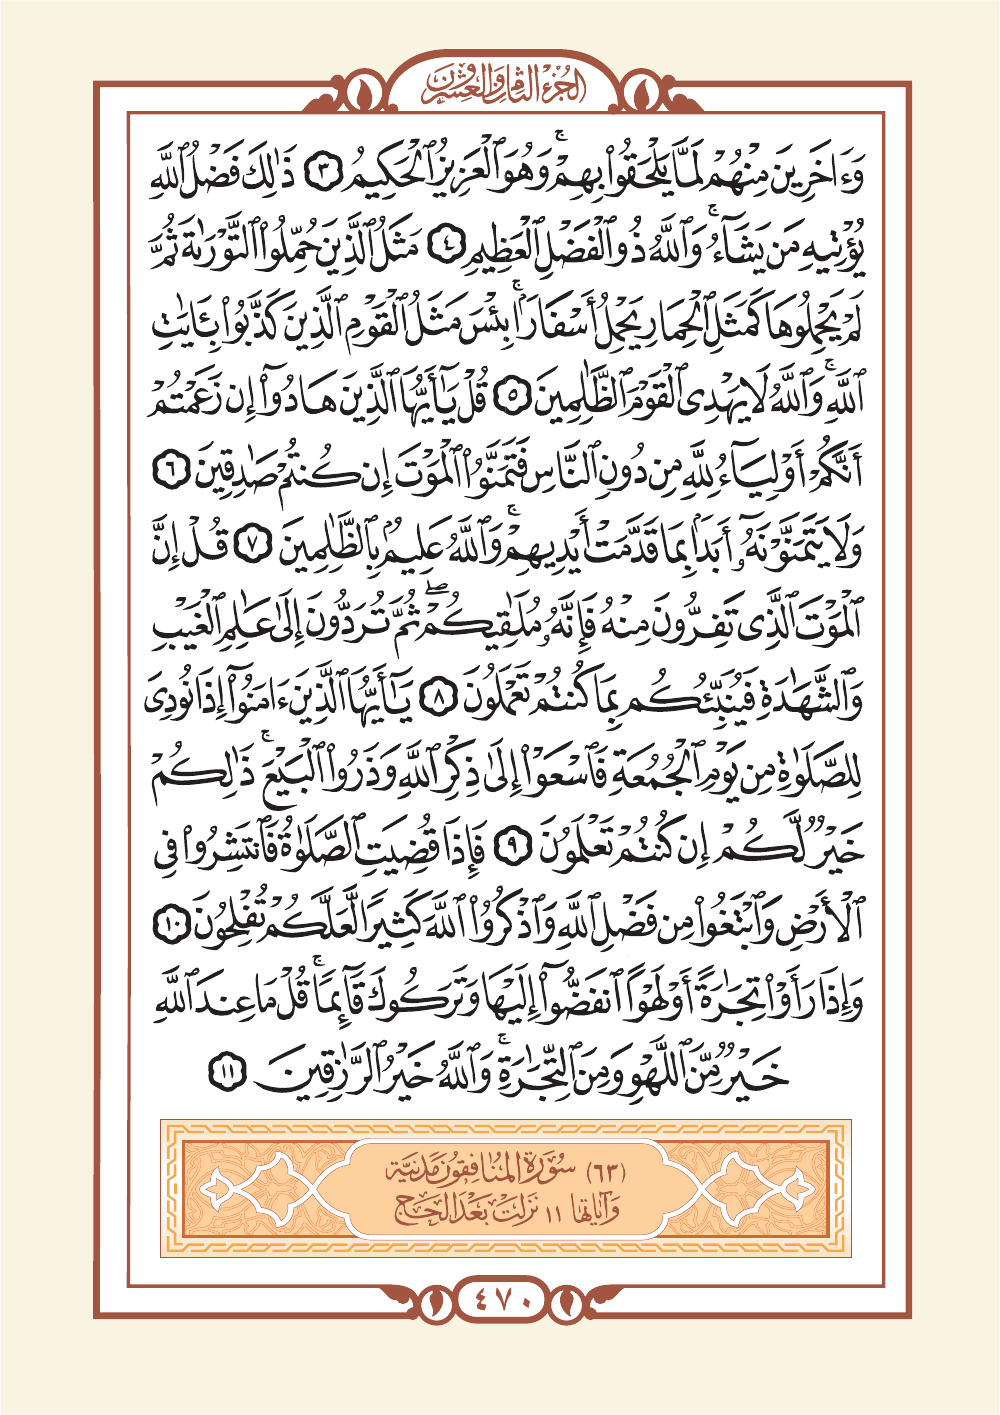 الجزء الثامن والعشرون
وَءَاخَرِينَ مِنْهُمْ لَمَّا يَلْحَقُوا۟ بِهِمْ ۚ وَهُوَ ٱلْعَزِيزُ ٱلْحَكِيمُ ٣ ذَٰلِكَ فَضْلُ ٱللَّهِ
يُؤْتِيهِ مَن يَشَآءُ ۚ وَٱللَّهُ ذُو ٱلْفَضْلِ ٱلْعَظِيمِ ٤ مَثَلُ ٱلَّذِينَ حُمِّلُوا۟ ٱلتَّوْرَىٰةَ ثُمَّ
لَمْ يَحْمِلُوهَا كَمَثَلِ ٱلْحِمَارِ يَحْمِلُ أَسْفَارًۢا ۚ بِئْسَ مَثَلُ ٱلْقَوْمِ ٱلَّذِينَ كَذَّبُوا۟ بِـَٔايَٰتِ
ٱللَّهِ ۚ وَٱللَّهُ لَا يَهْدِى ٱلْقَوْمَ ٱلظَّٰلِمِينَ ٥ قُلْ يَٰٓأَيُّهَا ٱلَّذِينَ هَادُوٓا۟ إِن زَعَمْتُمْ
أَنَّكُمْ أَوْلِيَآءُ لِلَّهِ مِن دُونِ ٱلنَّاسِ فَتَمَنَّوُا۟ ٱلْمَوْتَ إِن كُنتُمْ صَٰدِقِينَ ٦
وَلَا يَتَمَنَّوْنَهُۥٓ أَبَدًۢا بِمَا قَدَّمَتْ أَيْدِيهِمْ ۚ وَٱللَّهُ عَلِيمٌۢ بِٱلظَّٰلِمِينَ ٧ قُلْ إِنَّ
ٱلْمَوْتَ ٱلَّذِى تَفِرُّونَ مِنْهُ فَإِنَّهُۥ مُلَٰقِيكُمْ ۖ ثُمَّ تُرَدُّونَ إِلَىٰ عَٰلِمِ ٱلْغَيْبِ
وَٱلشَّهَٰدَةِ فَيُنَبِّئُكُم بِمَا كُنتُمْ تَعْمَلُونَ ٨ يَٰٓأَيُّهَا ٱلَّذِينَ ءَامَنُوٓا۟ إِذَا نُودِىَ
لِلصَّلَوٰةِ مِن يَوْمِ ٱلْجُمُعَةِ فَٱسْعَوْا۟ إِلَىٰ ذِكْرِ ٱللَّهِ وَذَرُوا۟ ٱلْبَيْعَ ۚ ذَٰلِكُمْ
خَيْرٌ لَّكُمْ إِن كُنتُمْ تَعْلَمُونَ ٩ فَإِذَا قُضِيَتِ ٱلصَّلَوٰةُ فَٱنتَشِرُوا۟ فِى
ٱلْأَرْضِ وَٱبْتَغُوا۟ مِن فَضْلِ ٱللَّهِ وَٱذْكُرُوا۟ ٱللَّهَ كَثِيرًا لَّعَلَّكُمْ تُفْلِحُونَ ١٠
وَإِذَا رَأَوْا۟ تِجَٰرَةً أَوْ لَهْوًا ٱنفَضُّوٓا۟ إِلَيْهَا وَتَرَكُوكَ قَآئِمًا ۚ قُلْ مَا عِندَ ٱللَّهِ
خَيْرٌ مِّنَ ٱللَّهْوِ وَمِنَ ٱلتِّجَٰرَةِ ۚ وَٱللَّهُ خَيْرُ ٱلرَّٰزِقِينَ ١١
(٦٣) سُورَة المُنَافِقُون مَدَنيَّة
وَآيَاتهَا ١١ نَزلَت بَعْدَ الحَج
٤٧٠